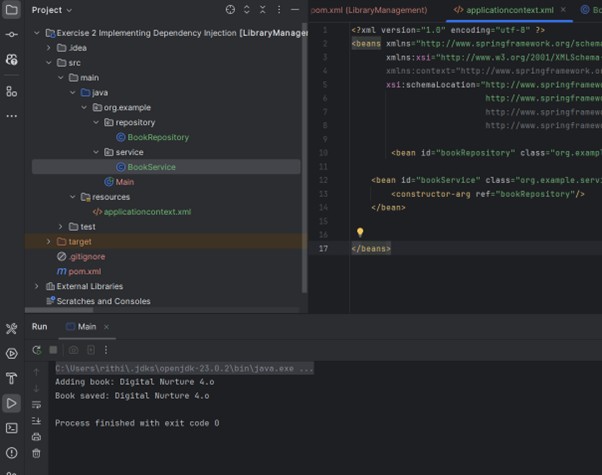 Project
Exercise 2 Implementing Dependency Injection [LibraryManager
.idea
src
main
java
org.example
repository
BookRepository
service
BookService
Main
resources
applicationcontext.xml
test
target
.gitignore
pom.xml
External Libraries
Scratches and Consoles
pom.xml (LibraryManagement)
applicationcontext.xml
1 <?xml version="1.0" encoding="utf-8" ?>
2 <beans xmlns="http://www.springframework.org/schema
3 xmlns:xsi="http://www.w3.org/2001/XMLSchema
4 xmlns:context="http://www.springframework.org
5 xsi:schemaLocation="http://www.springframew
6 http://www.springframew
7 http://www.springframew
8 http://www.springframew
9
10 <bean id="bookRepository" class="org.examp
11
12 <bean id="bookService" class="org.example.servi
13 <constructor-arg ref="bookRepository"/>
14 </bean>
15
16
17 </beans>
Run Main
C:\Users\rithi\.jdks\openjdk-23.0.2\bin\java.exe ...
Adding book: Digital Nurture 4.o
Book saved: Digital Nurture 4.o
Process finished with exit code 0